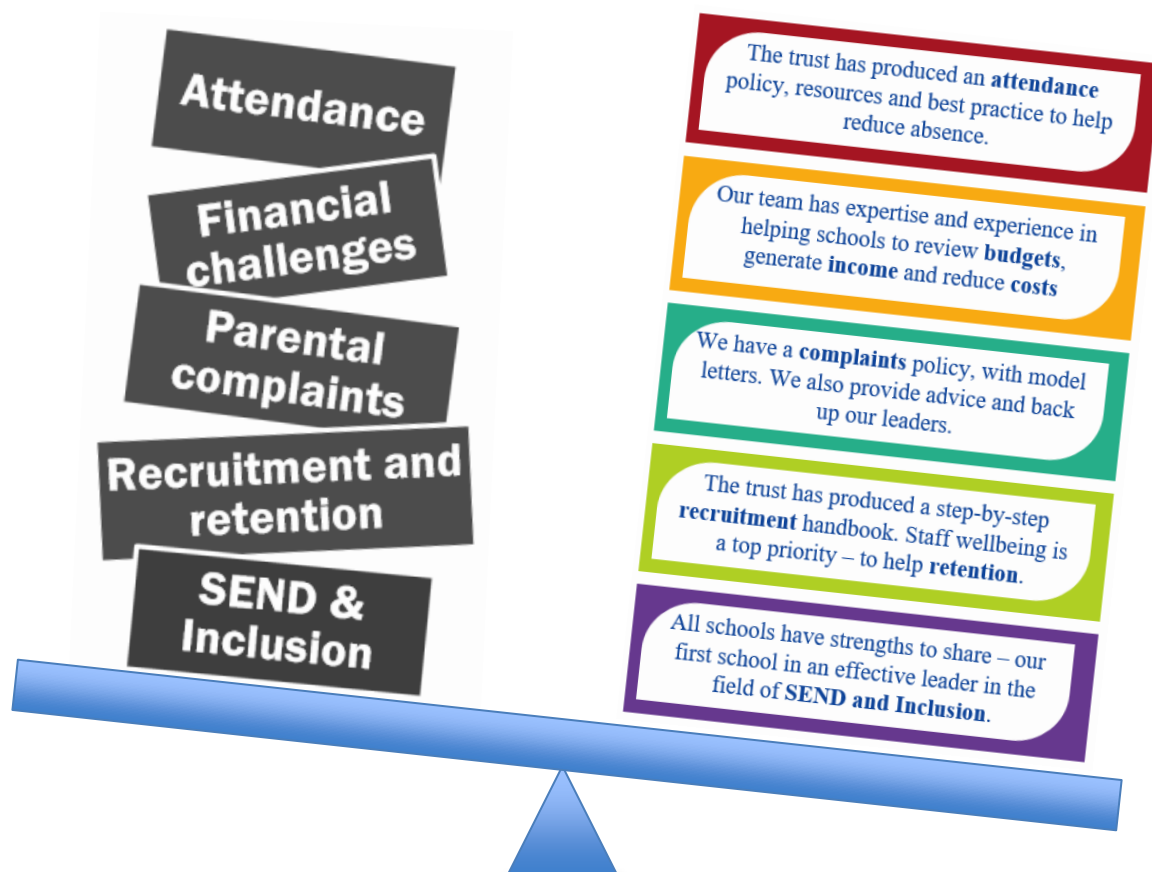 Attendance
Financial
challenges
Parental
complaints
Recruitment and
retention
SEND &
Inclusion
The trust has produced an attendance
policy, resources and best practice to help
reduce absence.
Our team has expertise and experience in
helping schools to review budgets,
generate income and reduce costs
We have a complaints policy, with model
letters. We also provide advice and back
up our leaders.
The trust has produced a step-by-step
recruitment handbook. Staff wellbeing is
a top priority – to help retention.
All schools have strengths to share – our
first school in an effective leader in the
field of SEND and Inclusion.